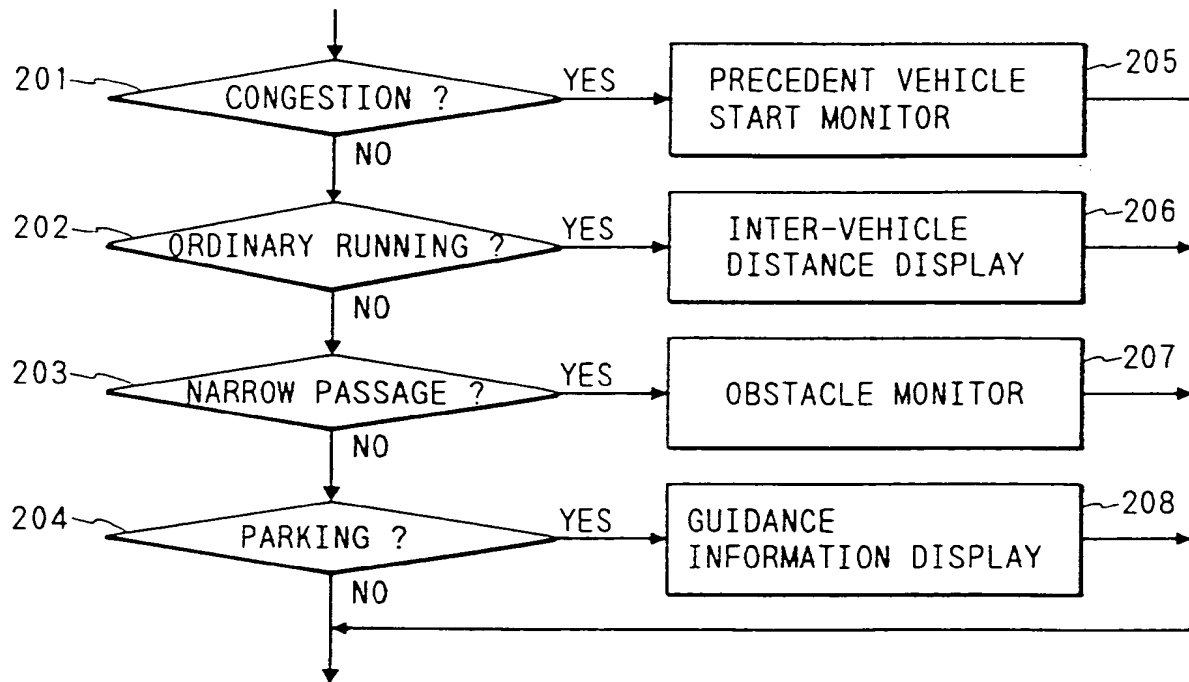 201
CONGESTION ?
YES
PRECEDENT VEHICLE
START MONITOR
205
NO
202
ORDINARY RUNNING ?
YES
INTER-VEHICLE
DISTANCE DISPLAY
206
NO
203
NARROW PASSAGE ?
YES
OBSTACLE MONITOR
207
NO
204
PARKING ?
YES
GUIDANCE
INFORMATION DISPLAY
208
NO